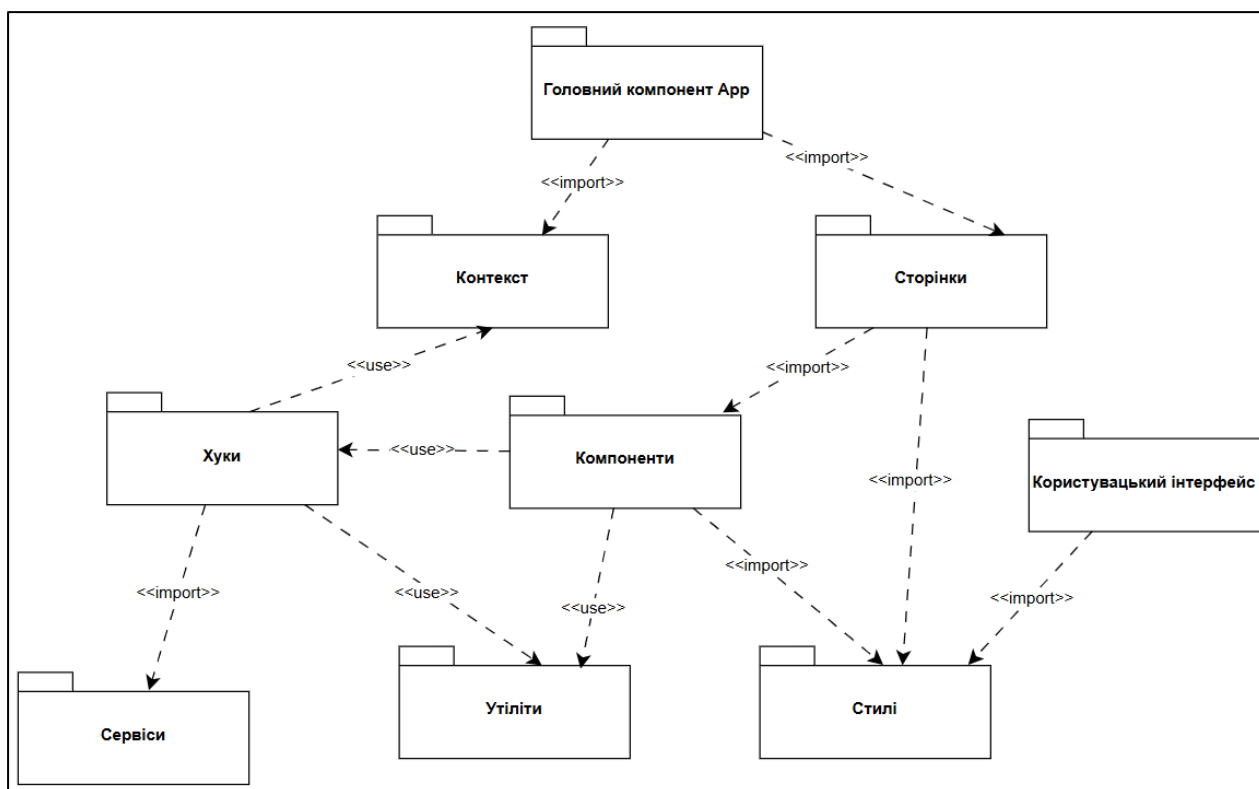 Головний компонент App
<<import>>
<<import>>
Контекст
Сторінки
<<use>>
<<import>>
Хуки
<<use>>
Компоненти
<<import>>
Користувацький інтерфейс
<<import>>
<<use>>
<<use>>
<<import>>
<<import>>
Сервіси
Утіліти
Стилі